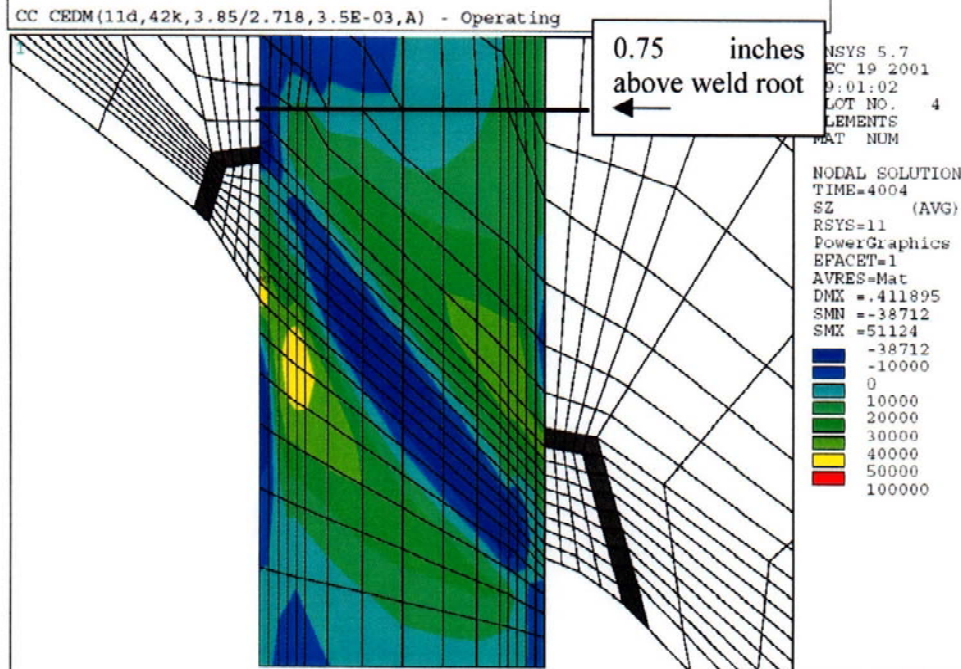 CC CEDM(11d,42k,3.85/2.718,3.5E-03,A) - Operating
1
0.75 inches
above weld root
NSYS 5.7
EC 19 2001
9:01:02
LOT NO. 4
LEMENTS
MAT NUM
NODAL SOLUTION
TIME=4004
SZ (AVG)
RSYS=11
PowerGraphics
EFACET=1
AVRES=Mat
DMX =.411895
SMN =-38712
SMX =51124
-38712
-10000
0
10000
20000
30000
40000
50000
100000